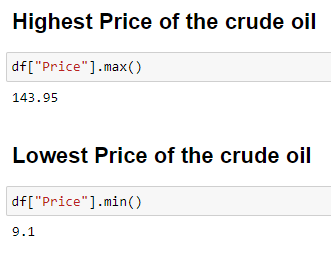 Highest Price of the crude oil
df["Price"].max()
143.95
Lowest Price of the crude oil
df["Price"].min()
9.1